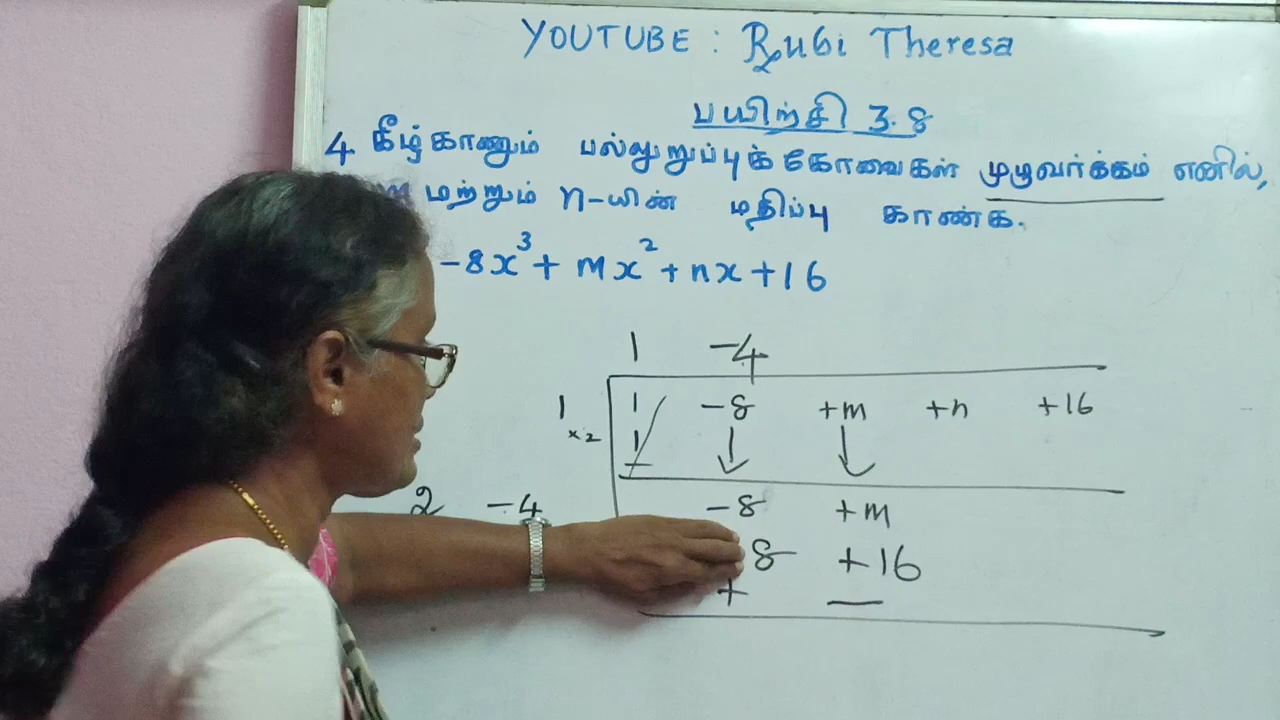 YOUTUBE : Rubi Theresa
பயிற்சி 3.8
4. கீழ்காணும் பல்லுறுப்புக்கோவைகள் முழுவர்க்கம் எனில்,
மற்றும் n-யின் மதிப்பு காண்க.
-8x³ + mx² + nx + 16
1 -4
1 1 -8 +m +n +16
×2 1
-
-8 +m
2 -4
8 +16
+ -